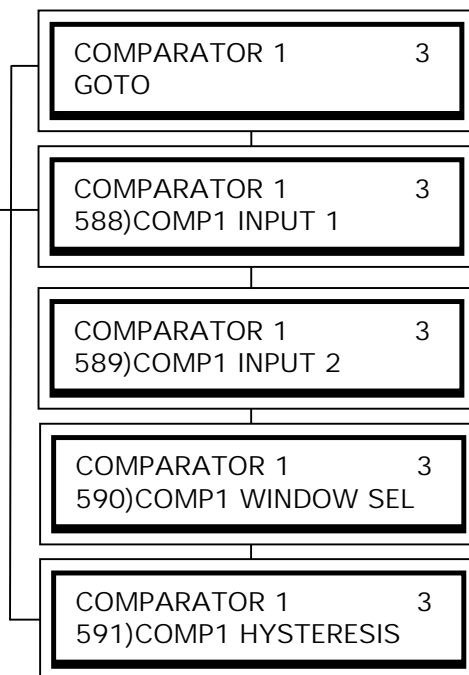 COMPARATOR 1 3
GOTO
COMPARATOR 1 3
588)COMP1 INPUT 1
COMPARATOR 1 3
589)COMP1 INPUT 2
COMPARATOR 1 3
590)COMP1 WINDOW SEL
COMPARATOR 1 3
591)COMP1 HYSTERESIS